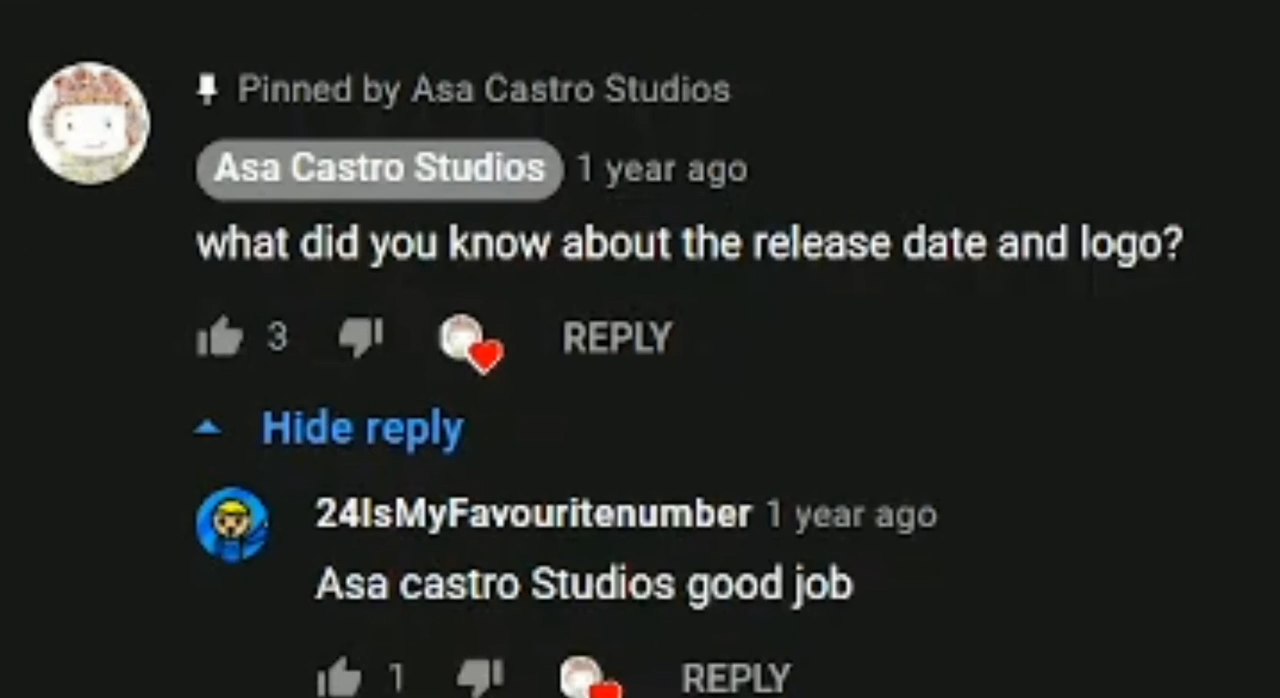 Pinned by Asa Castro Studios
Asa Castro Studios 1 year ago
what did you know about the release date and logo?
3 REPLY
Hide reply
24IsMyFavouritenumber 1 year ago
Asa castro Studios good job
1 REPLY